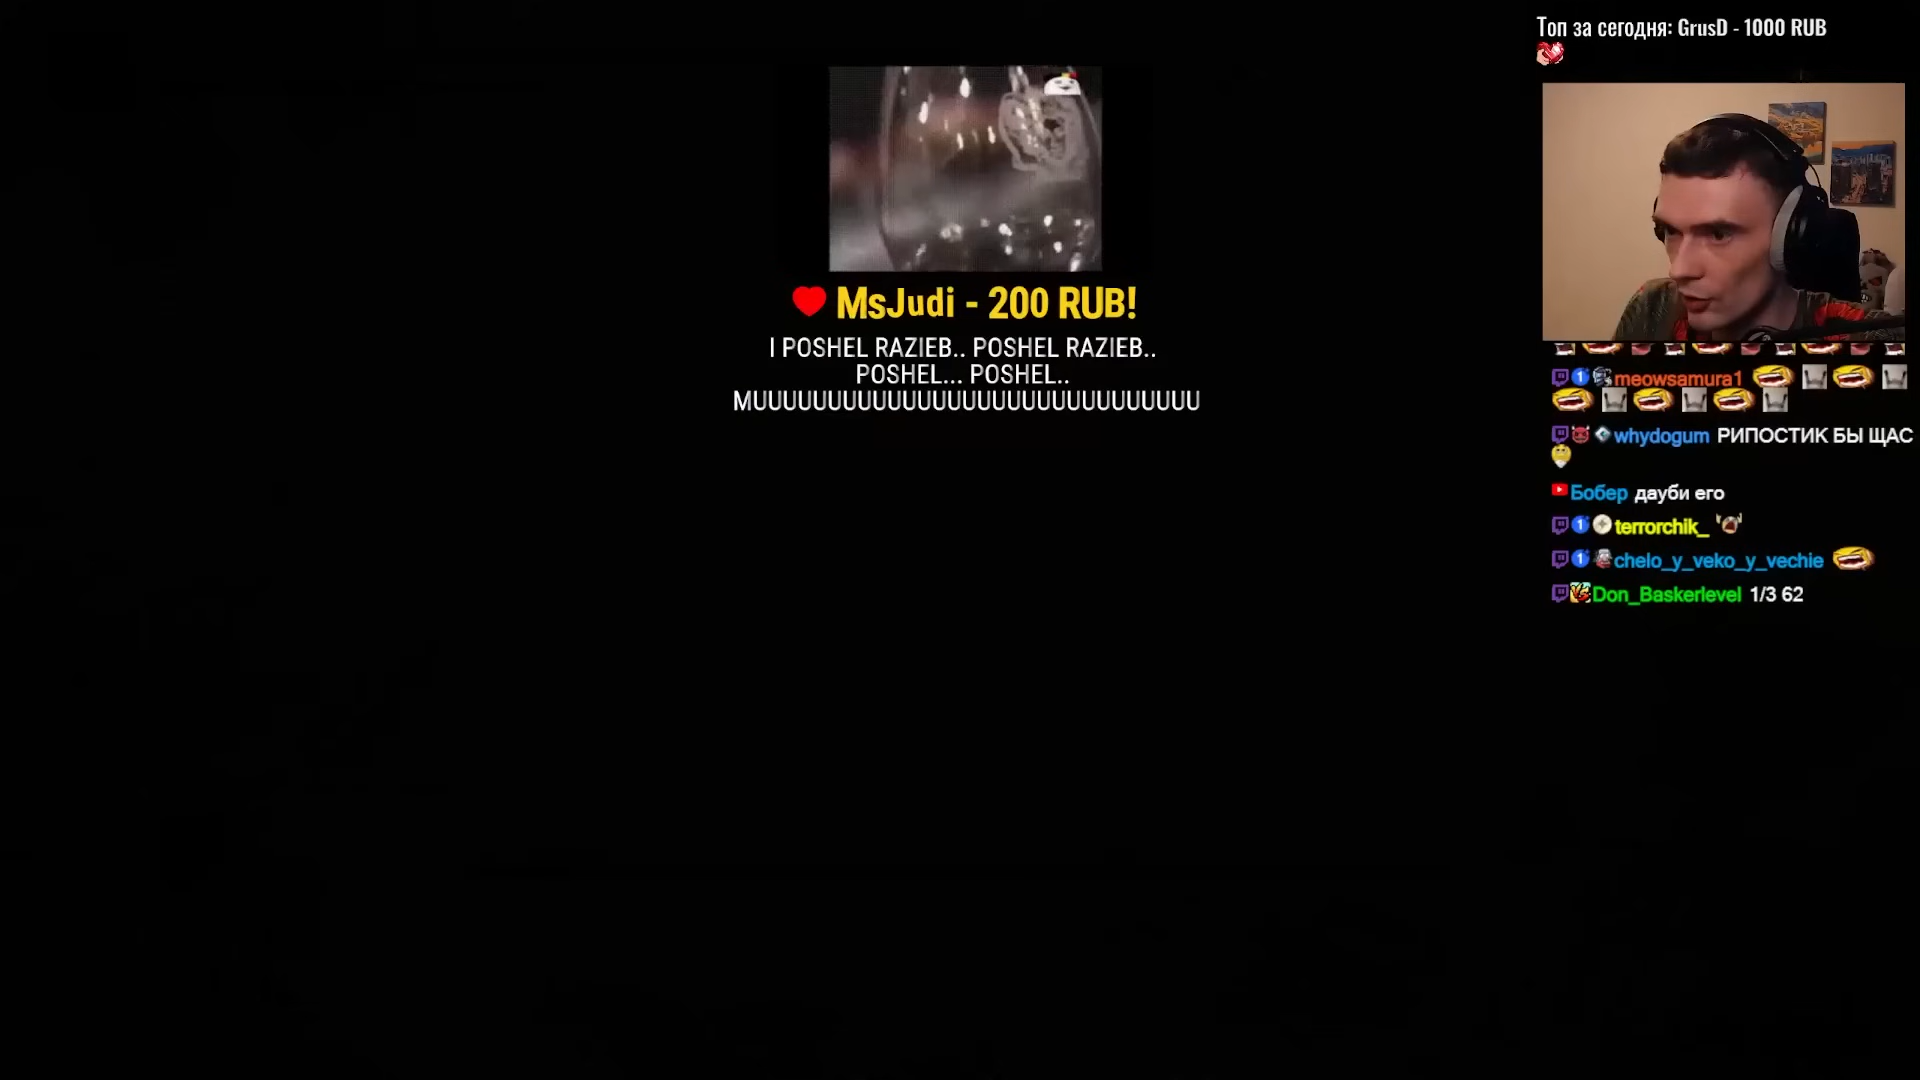 Топ за сегодня: GrusD - 1000 RUB
MsJudi - 200 RUB!
I POSHEL RAZIEB.. POSHEL RAZIEB..
POSHEL... POSHEL..
MUUUUUUUUUUUUUUUUUUUUUUUUUUUUUU
meowsamura1
whydogum РИПОСТИК БЫ ЩАС
Бобер дауби его
terrorchik_
chelo_y_veko_y_vechie
Don_Baskerlevel 1/3 62